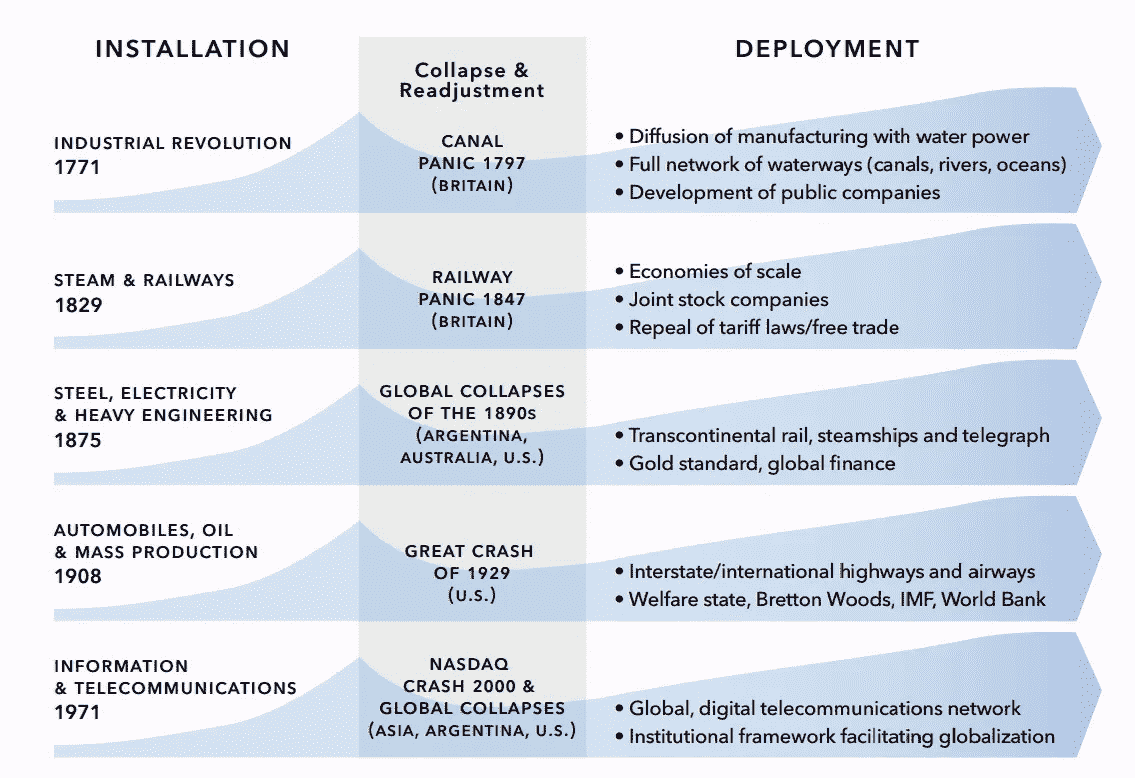 INSTALLATION
Collapse &
Readjustment
DEPLOYMENT
INDUSTRIAL REVOLUTION
1771
CANAL
PANIC 1797
(BRITAIN)
• Diffusion of manufacturing with water power
• Full network of waterways (canals, rivers, oceans)
• Development of public companies
STEAM & RAILWAYS
1829
RAILWAY
PANIC 1847
(BRITAIN)
• Economies of scale
• Joint stock companies
• Repeal of tariff laws/free trade
STEEL, ELECTRICITY
& HEAVY ENGINEERING
1875
GLOBAL COLLAPSES
OF THE 1890s
(ARGENTINA,
AUSTRALIA, U.S.)
• Transcontinental rail, steamships and telegraph
• Gold standard, global finance
AUTOMOBILES, OIL
& MASS PRODUCTION
1908
GREAT CRASH
OF 1929
(U.S.)
• Interstate/international highways and airways
• Welfare state, Bretton Woods, IMF, World Bank
INFORMATION
& TELECOMMUNICATIONS
1971
NASDAQ
CRASH 2000 &
GLOBAL COLLAPSES
(ASIA, ARGENTINA, U.S.)
• Global, digital telecommunications network
• Institutional framework facilitating globalization